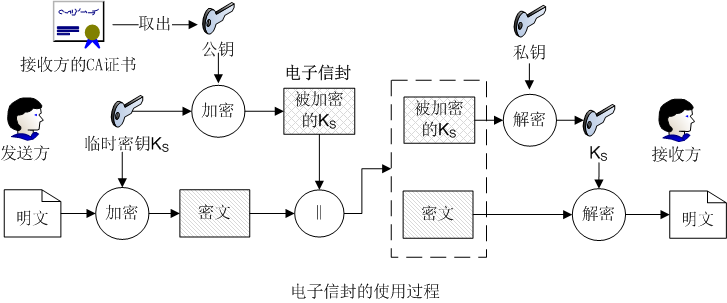 取出
接收方的CA证书
公钥
私钥
电子信封
加密
被加密
的KS
被加密
的KS
解密
发送方
临时密钥KS
KS
接收方
明文
加密
密文
||
密文
解密
明文
电子信封的使用过程